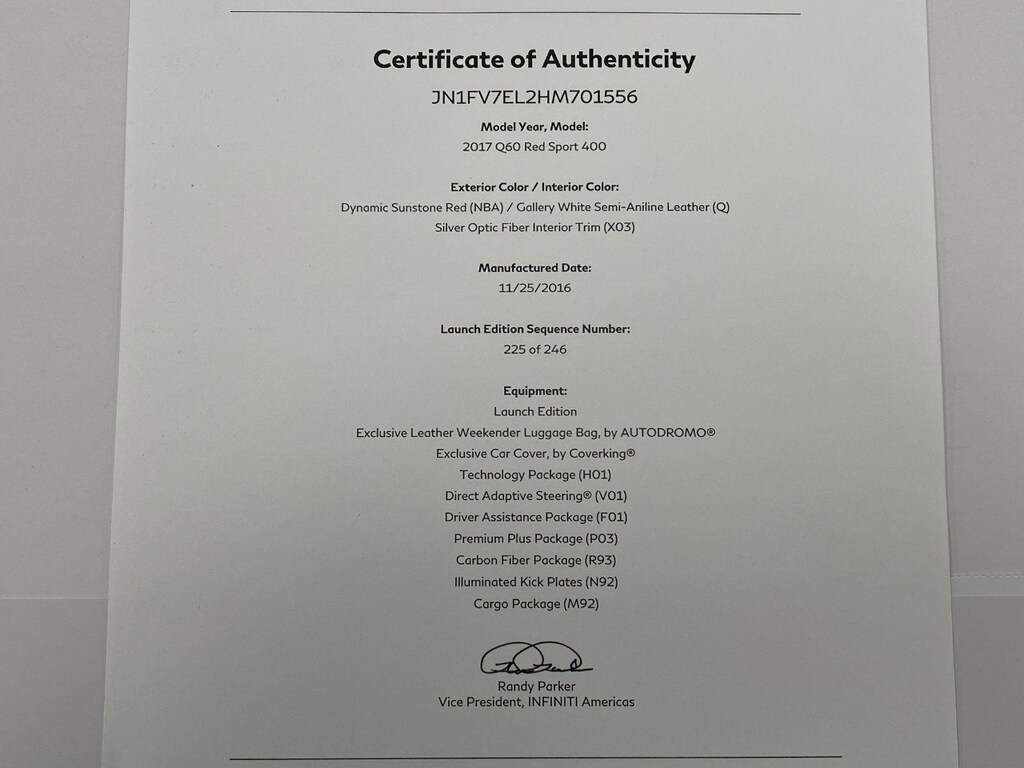 Certificate of Authenticity
JN1FV7EL2HM701556
Model Year, Model:
2017 Q60 Red Sport 400
Exterior Color / Interior Color:
Dynamic Sunstone Red (NBA) / Gallery White Semi-Aniline Leather (Q)
Silver Optic Fiber Interior Trim (X03)
Manufactured Date:
11/25/2016
Launch Edition Sequence Number:
225 of 246
Equipment:
Launch Edition
Exclusive Leather Weekender Luggage Bag, by AUTODROMO®
Exclusive Car Cover, by Coverking®
Technology Package (H01)
Direct Adaptive Steering® (V01)
Driver Assistance Package (F01)
Premium Plus Package (P03)
Carbon Fiber Package (R93)
Illuminated Kick Plates (N92)
Cargo Package (M92)
Randy Parker
Vice President, INFINITI Americas